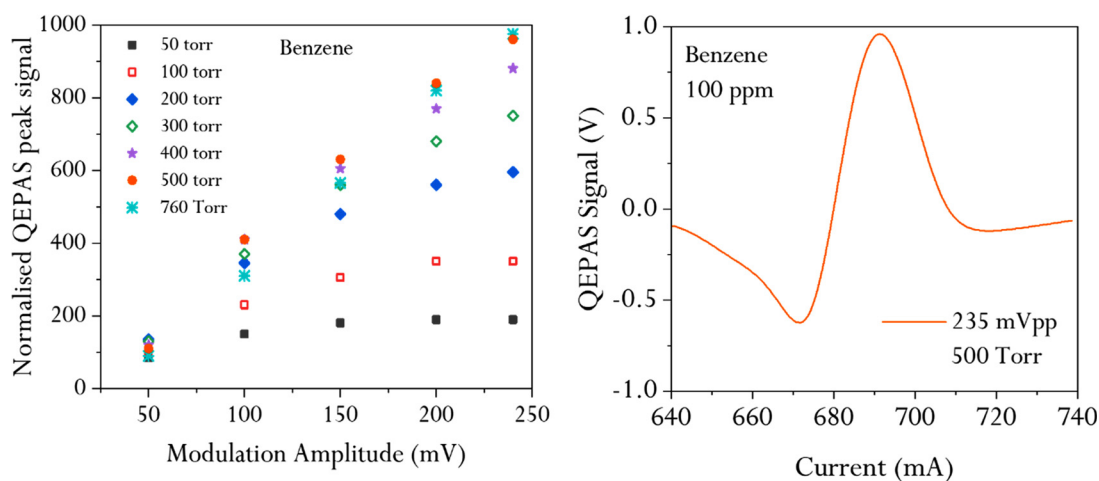 1000
800
600
400
200
0
Normalised QEPAS peak signal
50 torr
100 torr
200 torr
300 torr
400 torr
500 torr
760 Torr
Benzene
50
100
150
200
250
Modulation Amplitude (mV)
1.0
0.5
0.0
-0.5
-1.0
QEPAS Signal (V)
Benzene
100 ppm
235 mVpp
500 Torr
640
660
680
700
720
740
Current (mA)